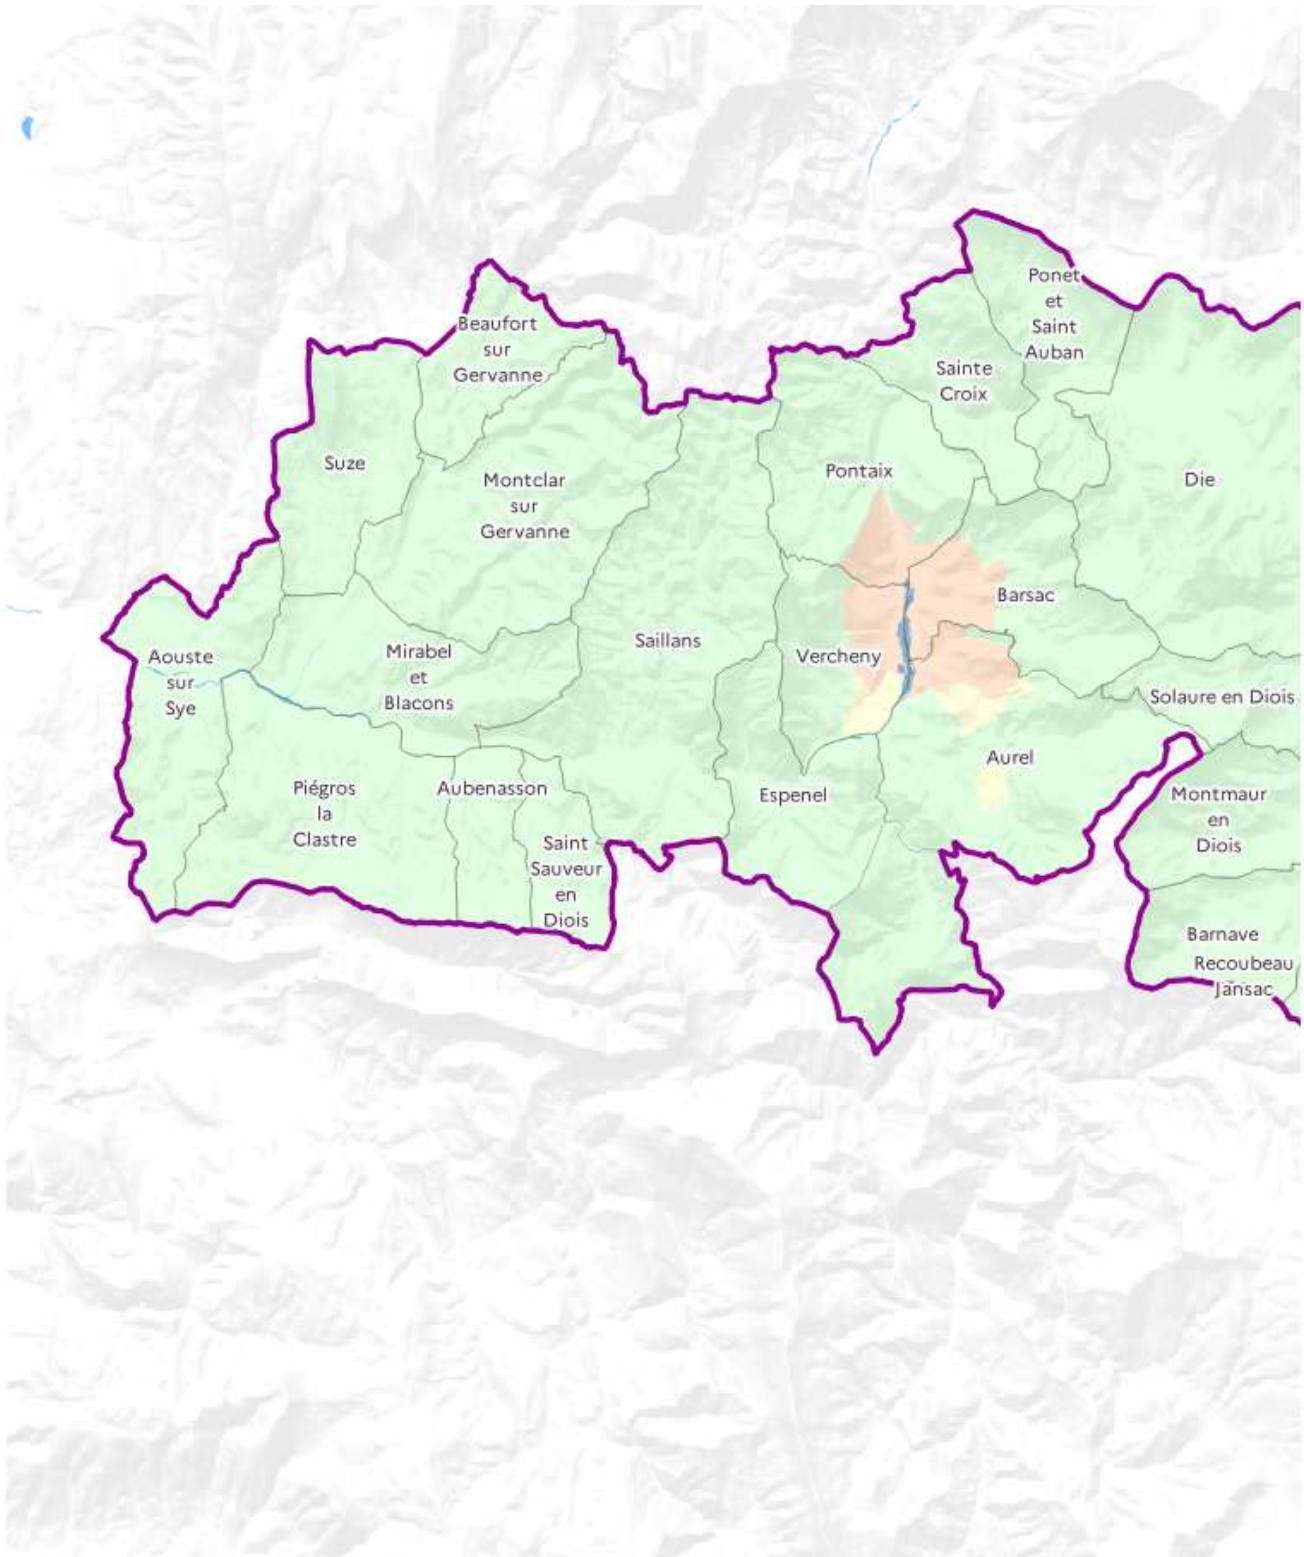 Ponet
et
Saint
Auban
Beaufort
sur
Gervanne
Sainte
Croix
Suze
Pontaix
Montclar
sur
Gervanne
Die
Barsac
Aouste
sur
Sye
Mirabel
et
Blacons
Saillans
Vercheny
Solaure en Diois
Aurel
Piégros
la
Clastre
Aubenasson
Espenel
Montmaur
en
Diois
Saint
Sauveur
en
Diois
Barnave
Recoubeau
Jansac